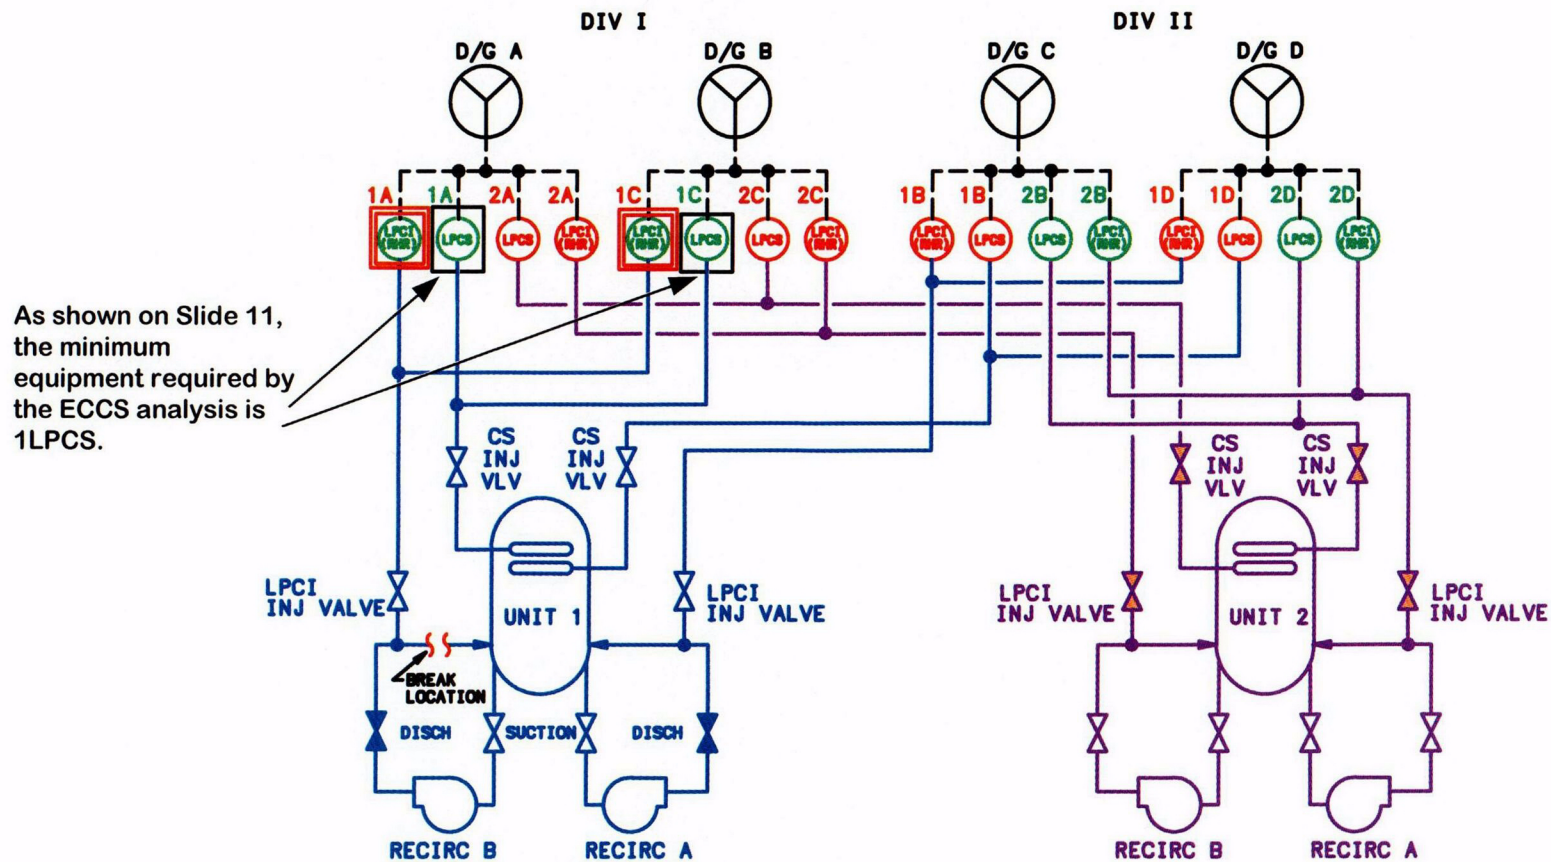 DIV I
DIV II
D/G A
D/G B
D/G C
D/G D
1A
1A
2A
2A
1C
1C
2C
2C
1B
1B
2B
2B
1D
1D
2D
2D
LPCI
(RHR)
LPCS
LPCS
LPCI
(RHR)
LPCI
(RHR)
LPCS
LPCS
LPCI
(RHR)
LPCI
(RHR)
LPCS
LPCS
LPCI
(RHR)
LPCI
(RHR)
LPCS
LPCS
LPCI
(RHR)
As shown on Slide 11,
the minimum
equipment required by
the ECCS analysis is
1LPCS.
CS
INJ
VLV
CS
INJ
VLV
CS
INJ
VLV
CS
INJ
VLV
LPCI
INJ VALVE
UNIT 1
LPCI
INJ VALVE
LPCI
INJ VALVE
UNIT 2
LPCI
INJ VALVE
BREAK
LOCATION
DISCH
SUCTION
DISCH
RECIRC B
RECIRC A
RECIRC B
RECIRC A